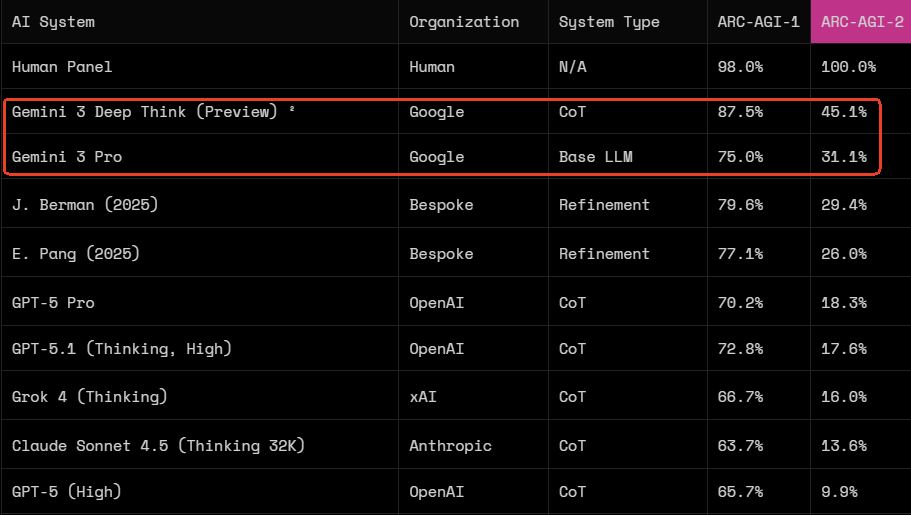 AI System Organization System Type ARC-AGI-1 ARC-AGI-2
Human Panel Human N/A 98.0% 100.0%
Gemini 3 Deep Think (Preview) ² Google CoT 87.5% 45.1%
Gemini 3 Pro Google Base LLM 75.0% 31.1%
J. Berman (2025) Bespoke Refinement 79.6% 29.4%
E. Pang (2025) Bespoke Refinement 77.1% 26.0%
GPT-5 Pro OpenAI CoT 70.2% 18.3%
GPT-5.1 (Thinking, High) OpenAI CoT 72.8% 17.6%
Grok 4 (Thinking) xAI CoT 66.7% 16.0%
Claude Sonnet 4.5 (Thinking 32K) Anthropic CoT 63.7% 13.6%
GPT-5 (High) OpenAI CoT 65.7% 9.9%